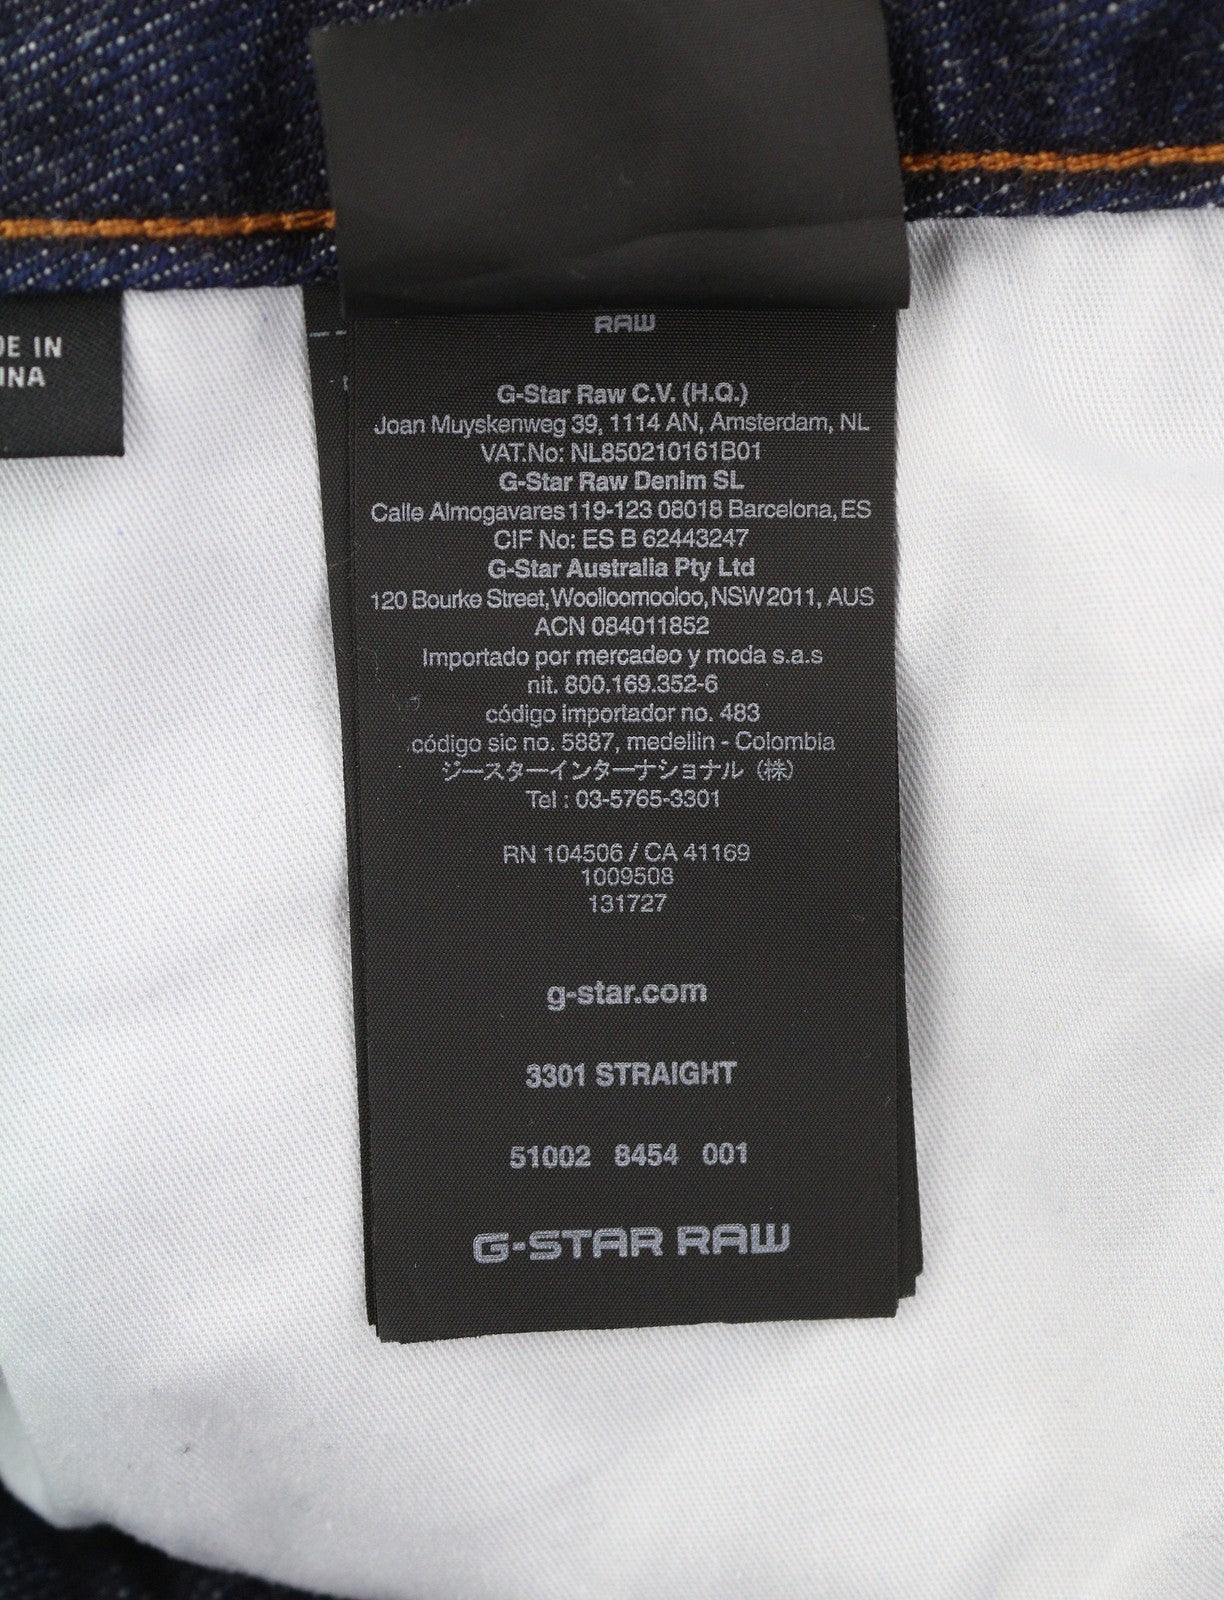 DE IN
INA
RAW
G-Star Raw C.V. (H.Q.)
Joan Muyskenweg 39, 1114 AN, Amsterdam, NL
VAT.No: NL850210161B01
G-Star Raw Denim SL
Calle Almogavares 119-123 08018 Barcelona, ES
CIF No: ES B 62443247
G-Star Australia Pty Ltd
120 Bourke Street, Woolloomooloo, NSW 2011, AUS
ACN 084011852
Importado por mercadeo y moda s.a.s
nit. 800.169.352-6
código importador no. 483
código sic no. 5887, medellin - Colombia
ジースターインターナショナル（株）
Tel : 03-5765-3301
RN 104506 / CA 41169
1009508
131727
g-star.com
3301 STRAIGHT
51002 8454 001
G-STAR RAW